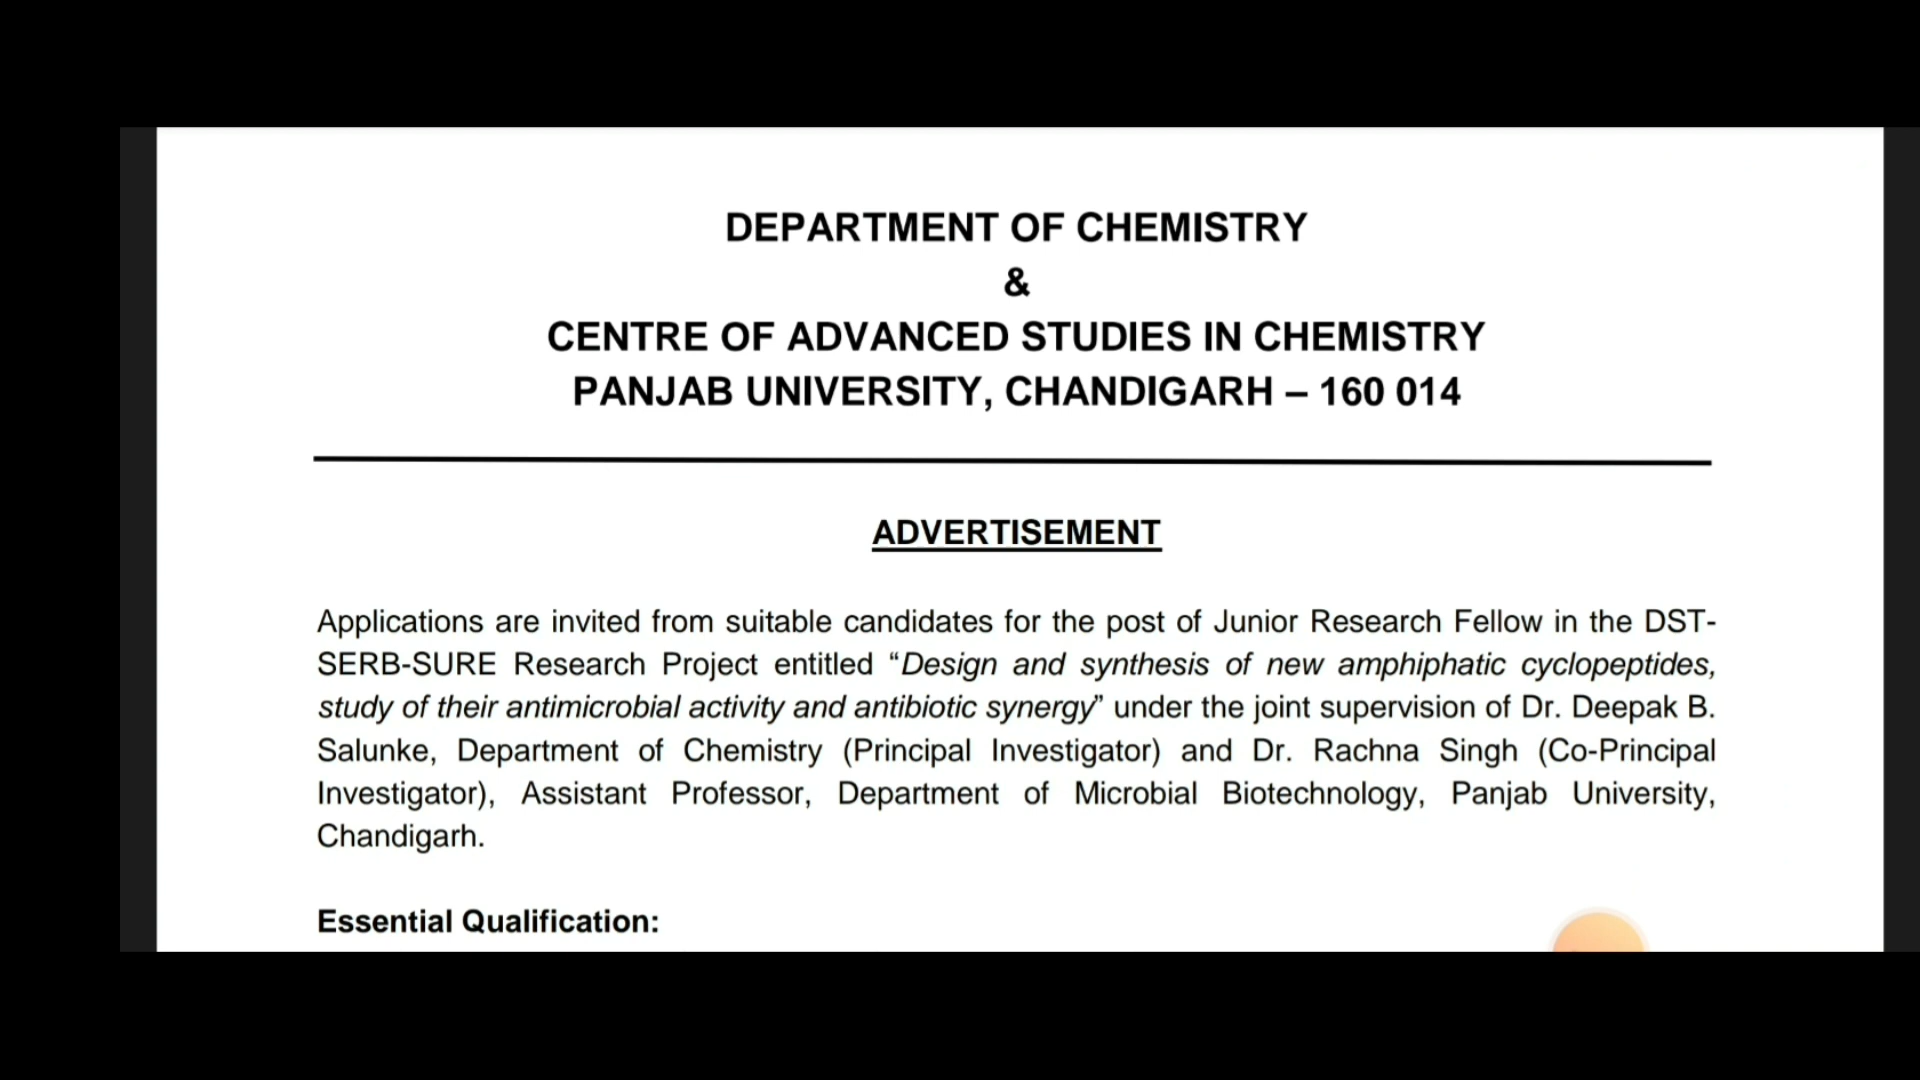 DEPARTMENT OF CHEMISTRY
&
CENTRE OF ADVANCED STUDIES IN CHEMISTRY
PANJAB UNIVERSITY, CHANDIGARH – 160 014
ADVERTISEMENT
Applications are invited from suitable candidates for the post of Junior Research Fellow in the DST-
SERB-SURE Research Project entitled “Design and synthesis of new amphiphatic cyclopeptides,
study of their antimicrobial activity and antibiotic synergy” under the joint supervision of Dr. Deepak B.
Salunke, Department of Chemistry (Principal Investigator) and Dr. Rachna Singh (Co-Principal
Investigator), Assistant Professor, Department of Microbial Biotechnology, Panjab University,
Chandigarh.
Essential Qualification: